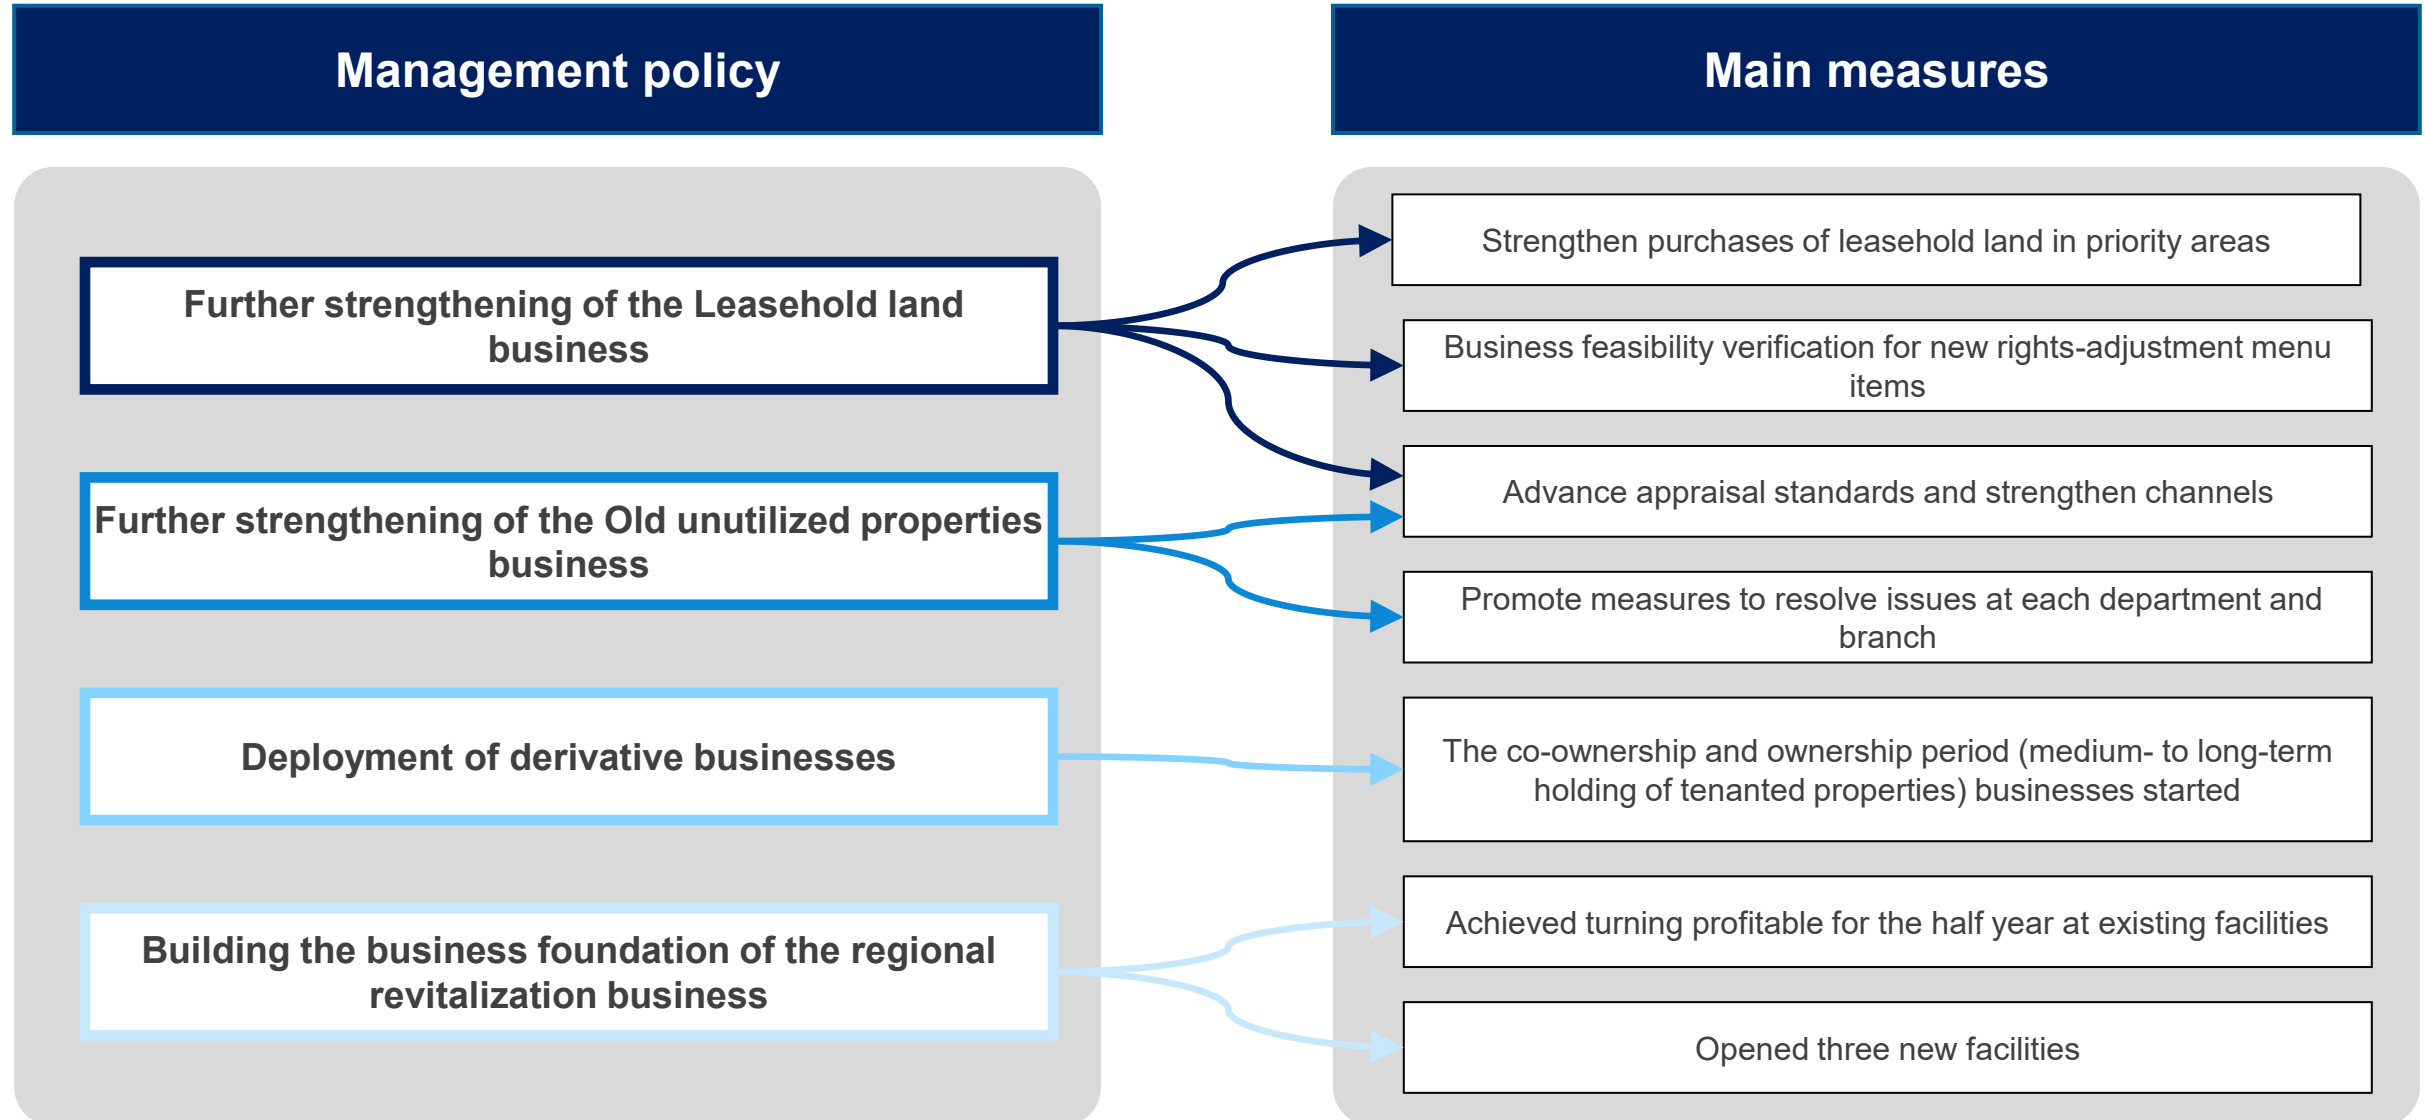 Management policy
Main measures
Further strengthening of the Leasehold land
business
Further strengthening of the Old unutilized properties
business
Deployment of derivative businesses
Building the business foundation of the regional
revitalization business
Strengthen purchases of leasehold land in priority areas
Business feasibility verification for new rights-adjustment menu
items
Advance appraisal standards and strengthen channels
Promote measures to resolve issues at each department and
branch
The co-ownership and ownership period (medium- to long-term
holding of tenanted properties) businesses started
Achieved turning profitable for the half year at existing facilities
Opened three new facilities